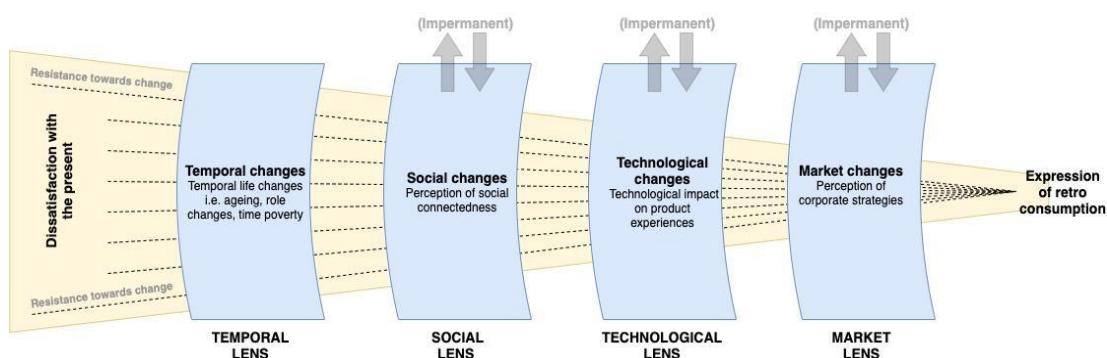 (Impermanent)
(Impermanent)
(Impermanent)
Resistance towards change
Dissatisfaction with
the present
Resistance towards change
Temporal changes
Temporal life changes
i.e. ageing, role
changes, time poverty
Social changes
Perception of social
connectedness
Technological
changes
Technological impact
on product
experiences
Market changes
Perception of
corporate strategies
Expression
of retro
consumption
TEMPORAL
LENS
SOCIAL
LENS
TECHNOLOGICAL
LENS
MARKET
LENS